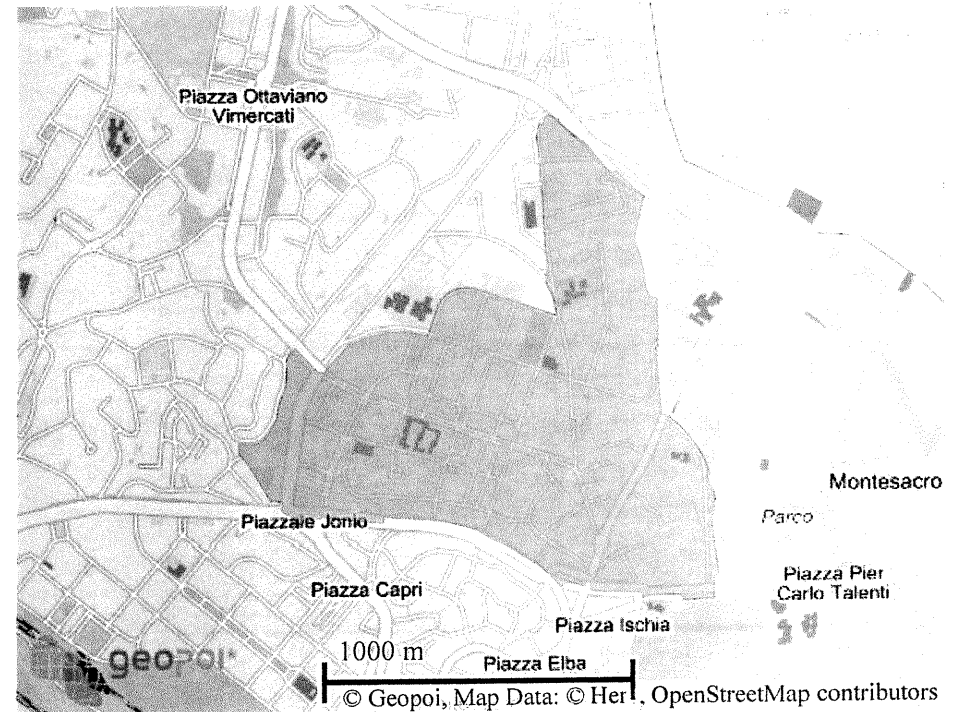 Piazza Ottaviano
Vimercati
Montesacro
Parco
Piazzale Jonio
Piazza Pier
Carlo Talenti
Piazza Capri
Piazza Ischia
geopoi
1000 m
Piazza Elba
© Geopoi, Map Data: © Her , OpenStreetMap contributors